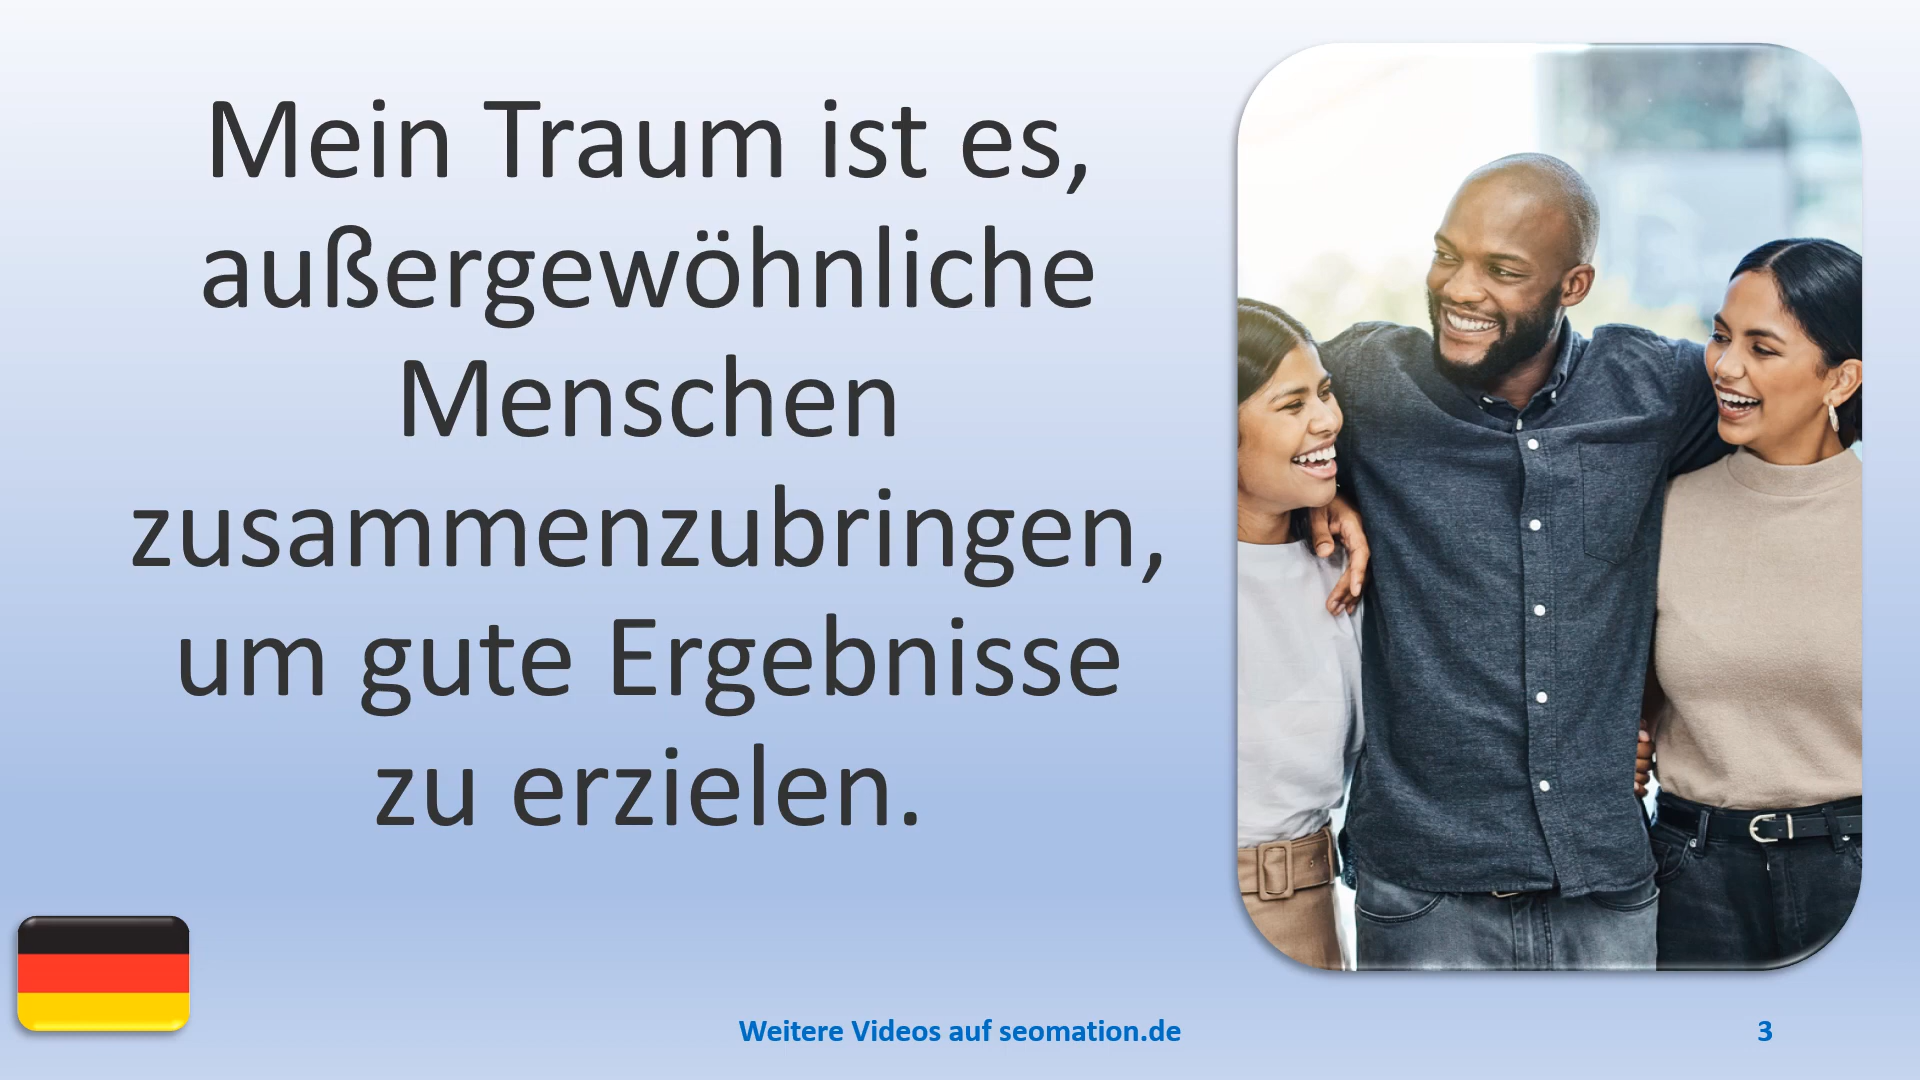 Mein Traum ist es,
außergewöhnliche
Menschen
zusammenzubringen,
um gute Ergebnisse
zu erzielen.
Weitere Videos auf seomation.de
3